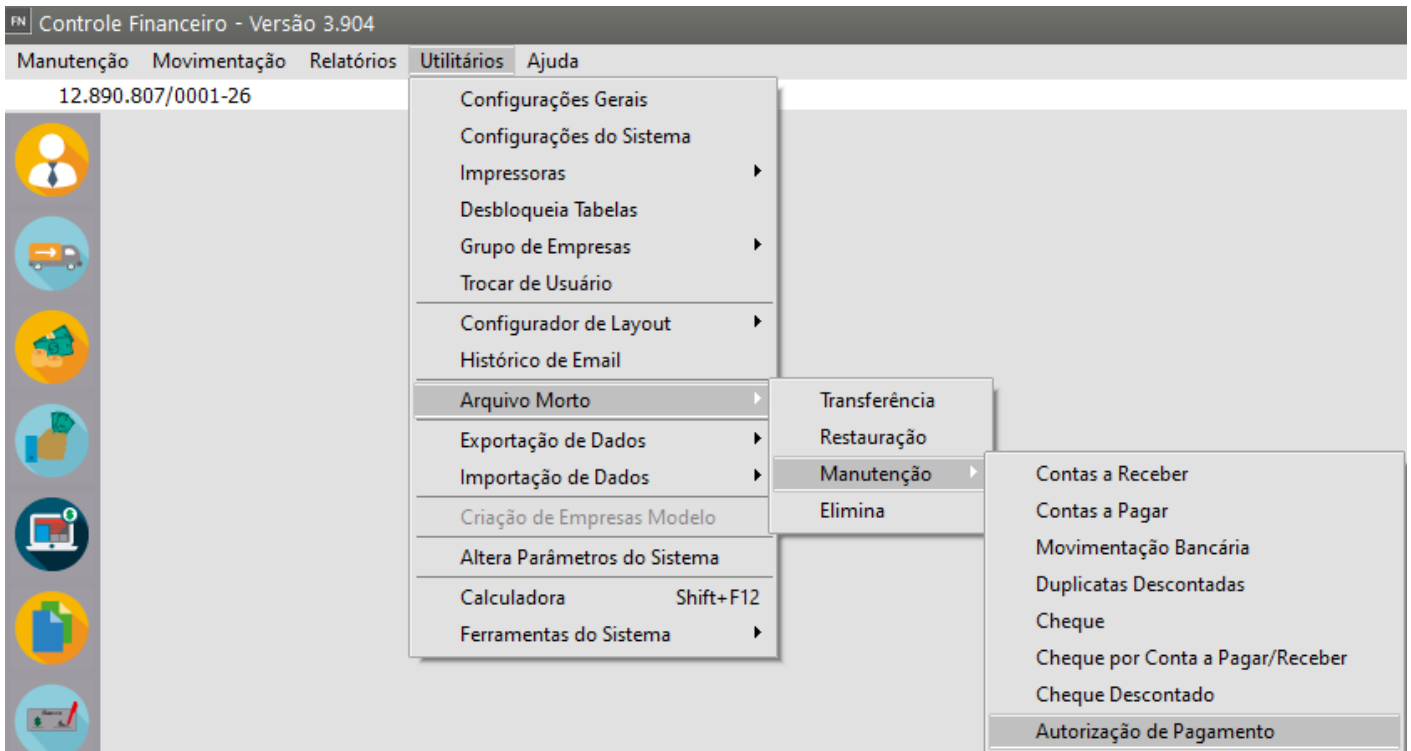 FN Controle Financeiro - Versão 3.904
Manutenção Movimentação Relatórios Utilitários Ajuda
12.890.807/0001-26
Configurações Gerais
Configurações do Sistema
Impressoras
Desbloqueia Tabelas
Grupo de Empresas
Trocar de Usuário
Configurador de Layout
Histórico de Email
Arquivo Morto
Exportação de Dados
Importação de Dados
Criação de Empresas Modelo
Altera Parâmetros do Sistema
Calculadora Shift+F12
Ferramentas do Sistema
Transferência
Restauração
Manutenção
Elimina
Contas a Receber
Contas a Pagar
Movimentação Bancária
Duplicatas Descontadas
Cheque
Cheque por Conta a Pagar/Receber
Cheque Descontado
Autorização de Pagamento